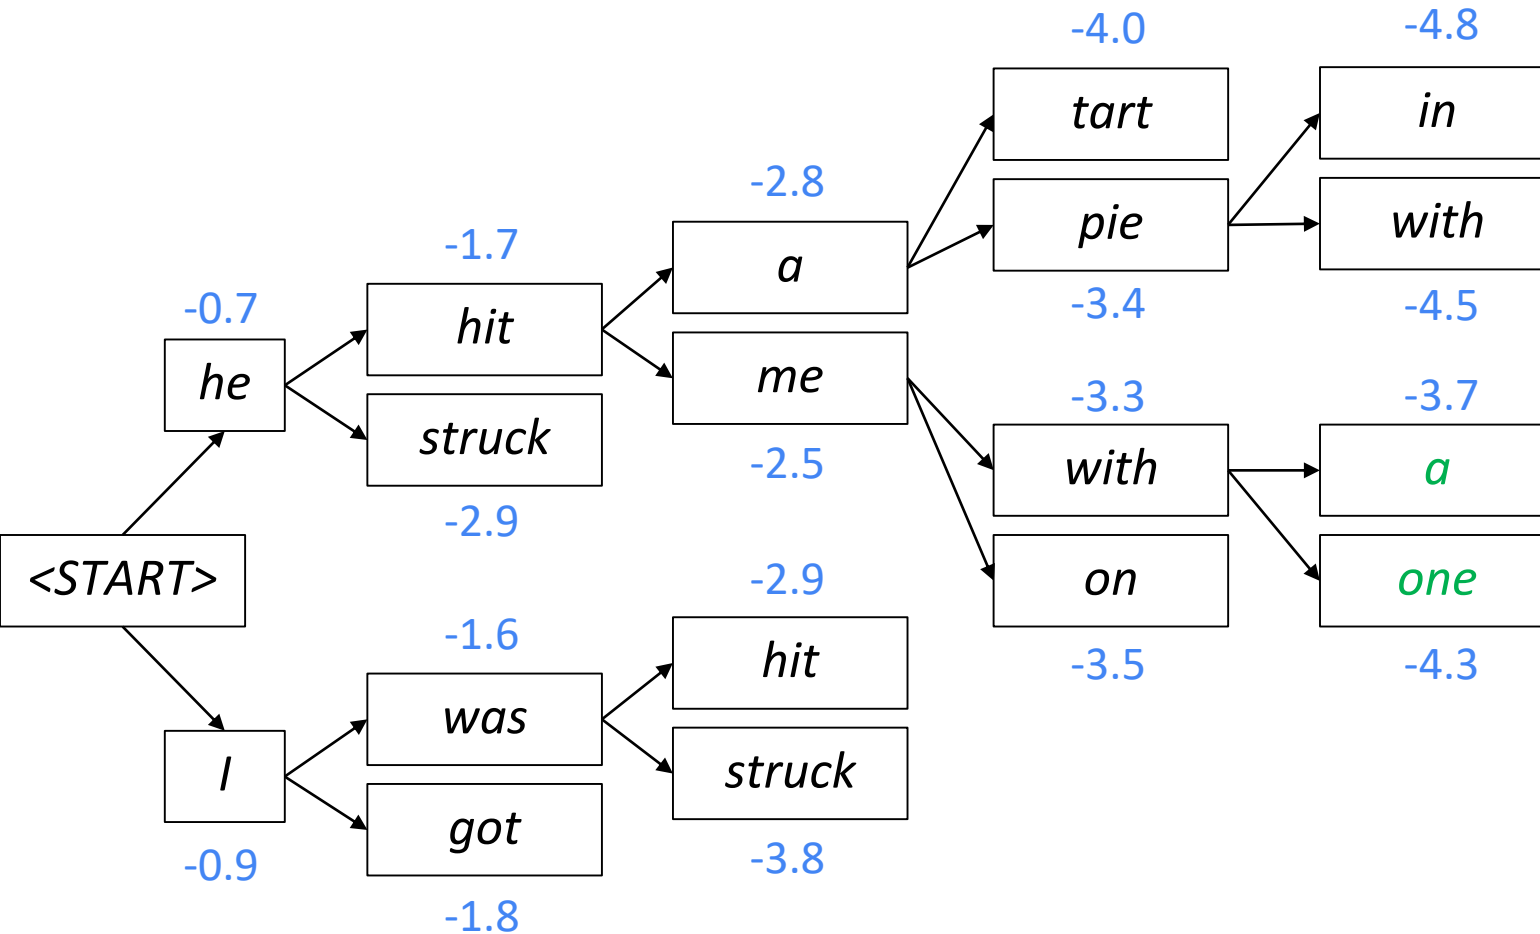 -4.0
-4.8
tart
in
-2.8
pie
with
-1.7
a
-3.4
-4.5
-0.7
hit
me
-3.3
-3.7
he
struck
-2.5
with
a
-2.9
<START>
-2.9
on
one
-1.6
hit
-3.5
-4.3
was
I
struck
got
-0.9
-3.8
-1.8